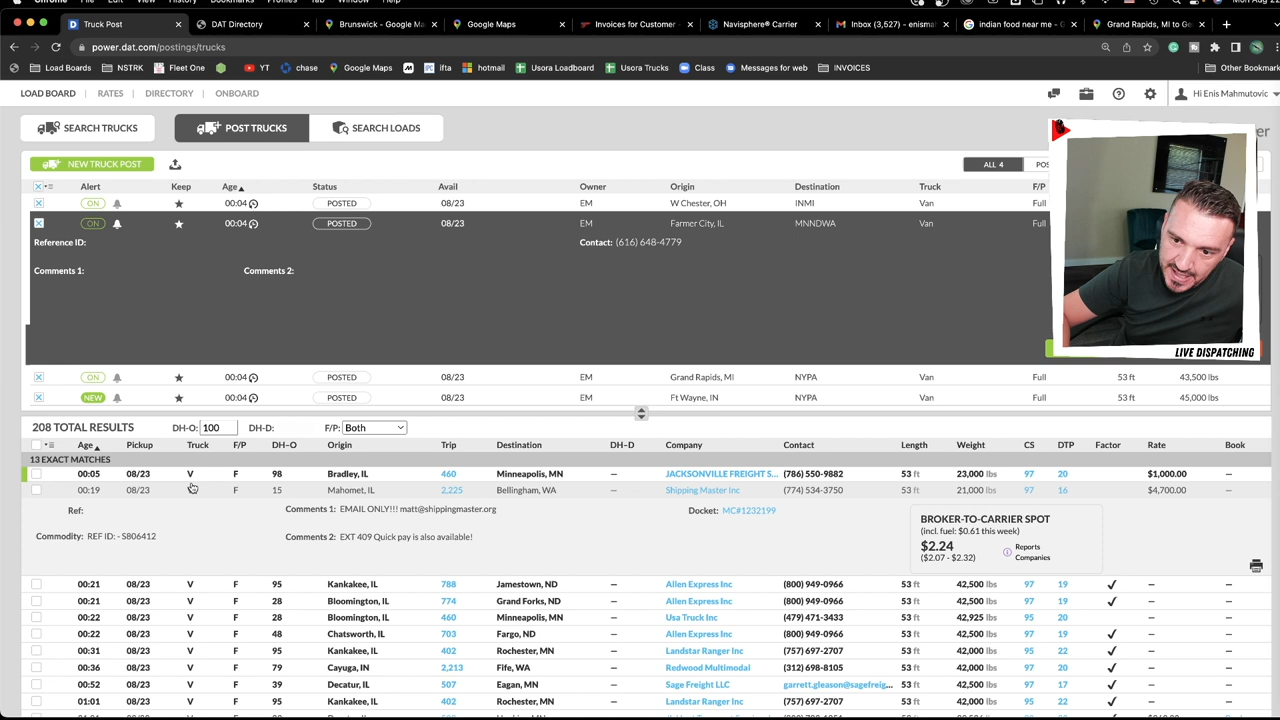 Truck Post DAT Directory Brunswick - Google Ma Google Maps Invoices for Customer Navisphere® Carrier Inbox (3,527) - enisma indian food near me - G Grand Rapids, MI to Ge
power.dat.com/postings/trucks
Load Boards NSTRK Fleet One YT chase Google Maps ifta hotmail Usora Loadboard Usora Trucks Class Messages for web INVOICES Other Bookmar
LOAD BOARD RATES DIRECTORY ONBOARD Hi Enis Mahmutovic
SEARCH TRUCKS POST TRUCKS SEARCH LOADS
NEW TRUCK POST ALL 4
Alert Keep Age Status Avail Owner Origin Destination Truck F/P
ON 00:04 POSTED 08/23 EM W Chester, OH INMI Van Full
ON 00:04 POSTED 08/23 EM Farmer City, IL MNNDWA Van Full
Reference ID: Contact: (616) 648-4779
Comments 1: Comments 2:
LIVE DISPATCHING
ON 00:04 POSTED 08/23 EM Grand Rapids, MI NYPA Van Full 53 ft 43,500 lbs
NEW 00:04 POSTED 08/23 EM Ft Wayne, IN NYPA Van Full 53 ft 45,000 lbs
208 TOTAL RESULTS DH-O: 100 DH-D: F/P: Both
Age Pickup Truck F/P DH-O Origin Trip Destination DH-D Company Contact Length Weight CS DTP Factor Rate Book
13 EXACT MATCHES
00:05 08/23 V F 98 Bradley, IL 460 Minneapolis, MN — JACKSONVILLE FREIGHT S... (786) 550-9882 53 ft 23,000 lbs 97 20 $1,000.00 —
00:19 08/23 V F 15 Mahomet, IL 2,225 Bellingham, WA — Shipping Master Inc (774) 534-3750 53 ft 21,000 lbs 97 16 $4,700.00 —
Ref: Comments 1: EMAIL ONLY!!! matt@shippingmaster.org Docket: MC#1232199
Commodity: REF ID: - S806412 Comments 2: EXT 409 Quick pay is also available!
BROKER-TO-CARRIER SPOT
(incl. fuel: $0.61 this week)
$2.24 Reports
($2.07 - $2.32) Companies
00:21 08/23 V F 95 Kankakee, IL 788 Jamestown, ND — Allen Express Inc (800) 949-0966 53 ft 42,500 lbs 97 19 ✓ — —
00:21 08/23 V F 28 Bloomington, IL 774 Grand Forks, ND — Allen Express Inc (800) 949-0966 53 ft 42,500 lbs 97 19 ✓ — —
00:22 08/23 V F 28 Bloomington, IL 460 Minneapolis, MN — Usa Truck Inc (479) 471-3433 53 ft 42,925 lbs 95 20 — —
00:22 08/23 V F 48 Chatsworth, IL 703 Fargo, ND — Allen Express Inc (800) 949-0966 53 ft 42,500 lbs 97 19 ✓ — —
00:31 08/23 V F 95 Kankakee, IL 402 Rochester, MN — Landstar Ranger Inc (757) 697-2707 53 ft 42,000 lbs 95 22 ✓ — —
00:36 08/23 V F 79 Cayuga, IN 2,213 Fife, WA — Redwood Multimodal (312) 698-8105 53 ft 42,000 lbs 97 20 ✓ — —
00:52 08/23 V F 39 Decatur, IL 507 Eagan, MN — Sage Freight LLC garrett.gleason@sagefreig... 53 ft 42,000 lbs 97 17 ✓ — —
01:01 08/23 V F 95 Kankakee, IL 402 Rochester, MN — Landstar Ranger Inc (757) 697-2707 53 ft 42,000 lbs 95 22 ✓ — —